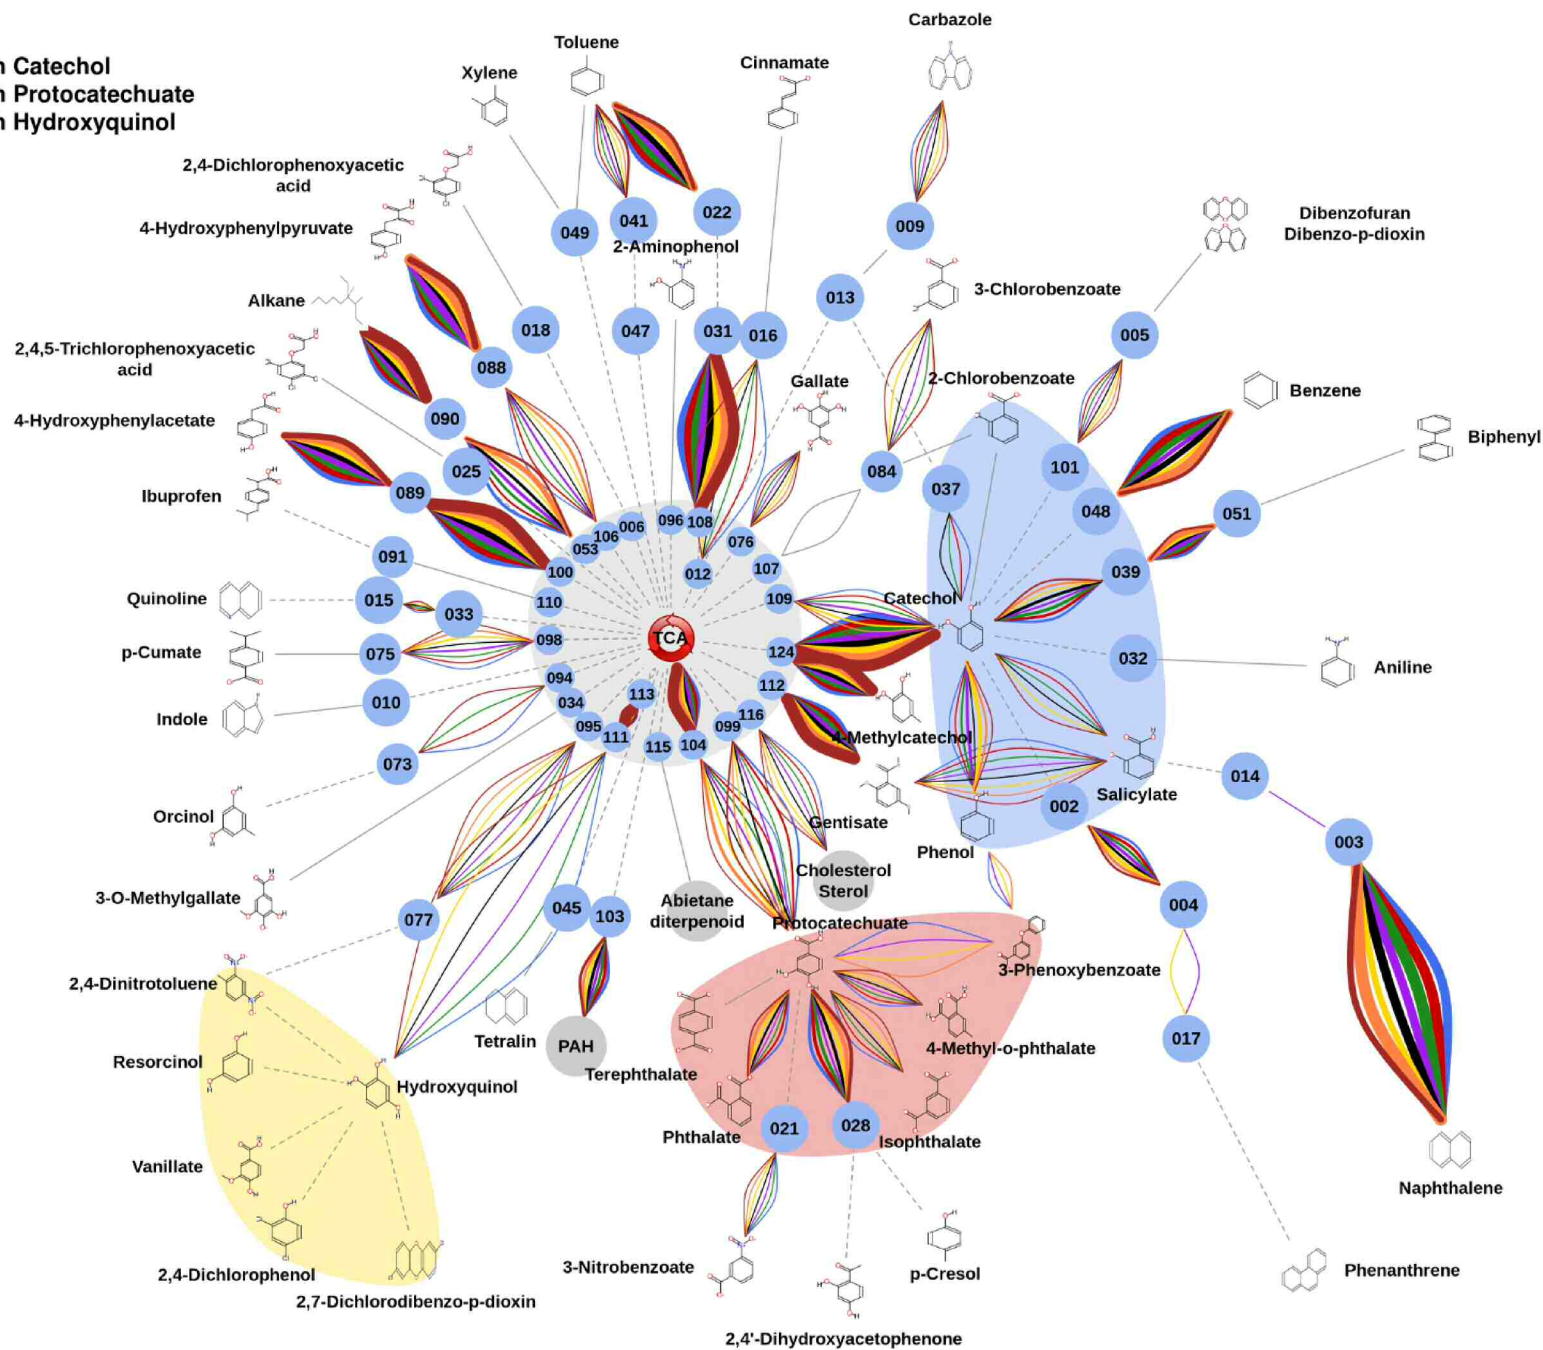 Carbazole
Toluene
Cinnamate
Xylene
n Catechol
n Protocatechuate
n Hydroxyquinol
2,4-Dichlorophenoxyacetic
acid
4-Hydroxyphenylpyruvate
041
022
049
009
Dibenzofuran
Dibenzo-p-dioxin
2-Aminophenol
Alkane
013
3-Chlorobenzoate
018
047
031
016
005
2,4,5-Trichlorophenoxyacetic
acid
088
Gallate
2-Chlorobenzoate
Benzene
4-Hydroxyphenylacetate
090
Biphenyl
025
084
101
Ibuprofen
089
037
048
051
006
096
108
106
053
076
091
100
012
107
039
Quinoline
015
033
110
109
Catechol
p-Cumate
075
098
TCA
124
032
Aniline
Indole
010
094
034
113
112
095
111
115
104
099
116
4-Methylcatechol
073
014
Orcinol
Salicylate
002
Gentisate
Phenol
003
3-O-Methylgallate
Cholesterol
Sterol
077
045
103
Abietane
diterpenoid
004
Protocatechuate
2,4-Dinitrotoluene
3-Phenoxybenzoate
Tetralin
PAH
017
4-Methyl-o-phthalate
Resorcinol
Hydroxyquinol
Terephthalate
Phthalate
021
028
Isophthalate
Vanillate
Naphthalene
3-Nitrobenzoate
p-Cresol
Phenanthrene
2,4-Dichlorophenol
2,7-Dichlorodibenzo-p-dioxin
2,4'-Dihydroxyacetophenone